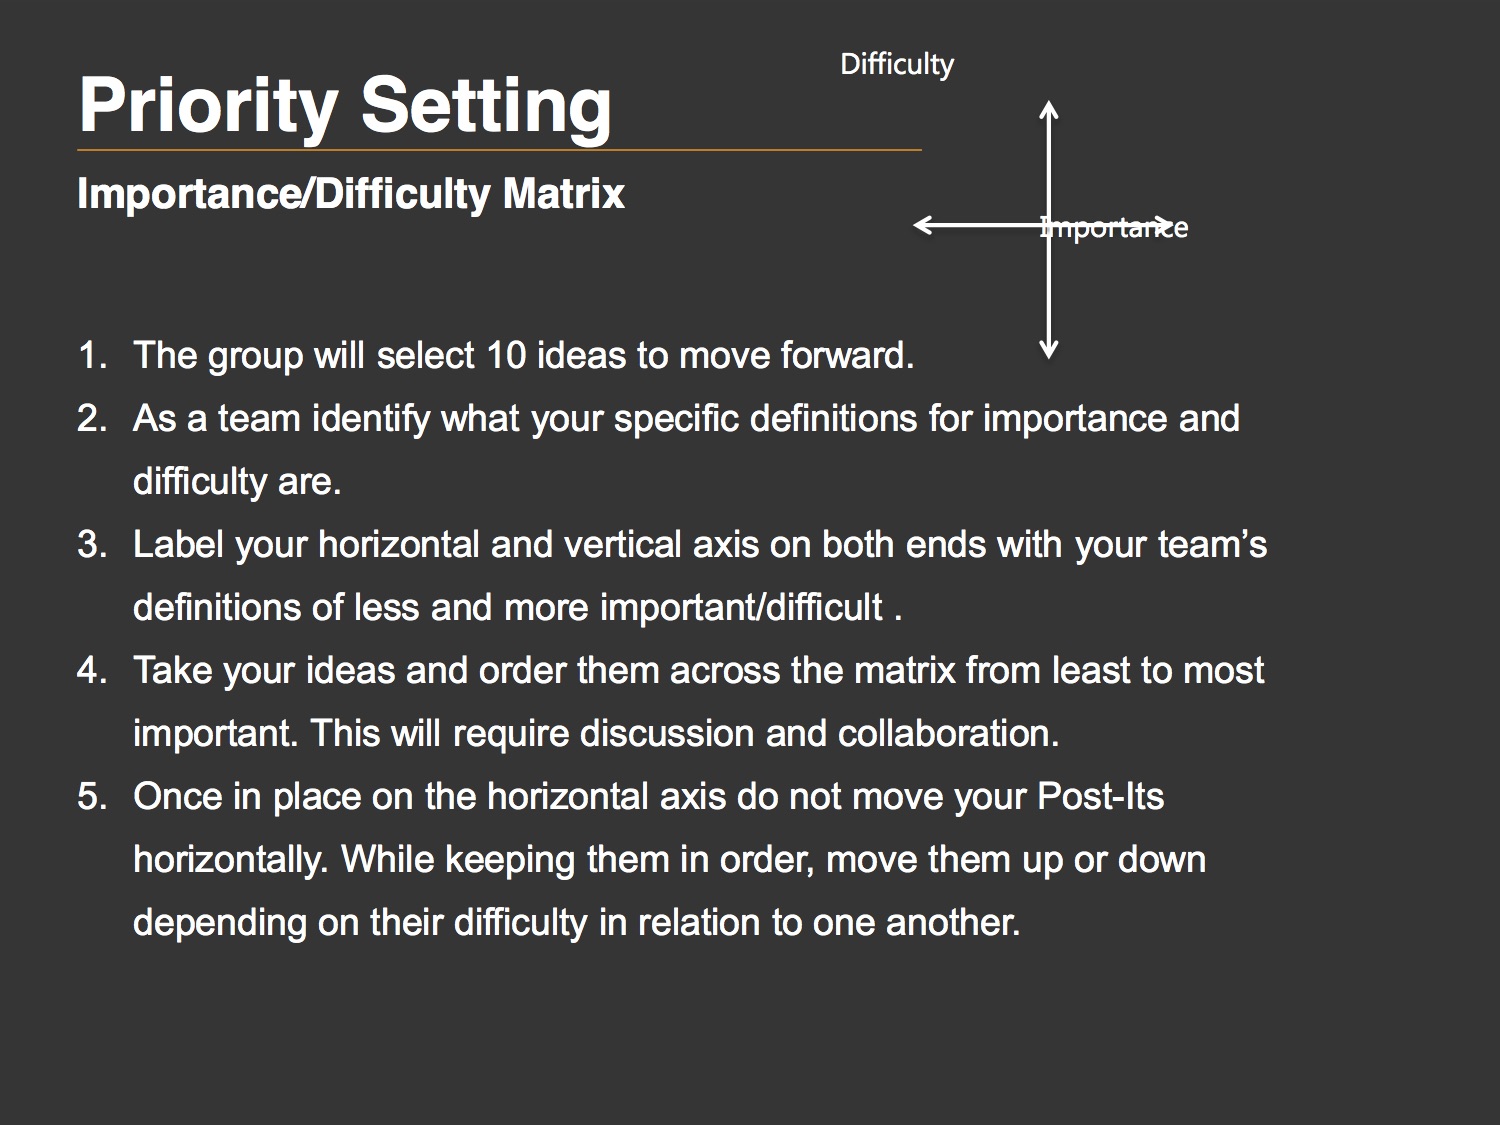 Difficulty
Priority Setting
Importance/Difficulty Matrix
Importance
1. The group will select 10 ideas to move forward.
2. As a team identify what your specific definitions for importance and
difficulty are.
3. Label your horizontal and vertical axis on both ends with your team’s
definitions of less and more important/difficult .
4. Take your ideas and order them across the matrix from least to most
important. This will require discussion and collaboration.
5. Once in place on the horizontal axis do not move your Post-Its
horizontally. While keeping them in order, move them up or down
depending on their difficulty in relation to one another.